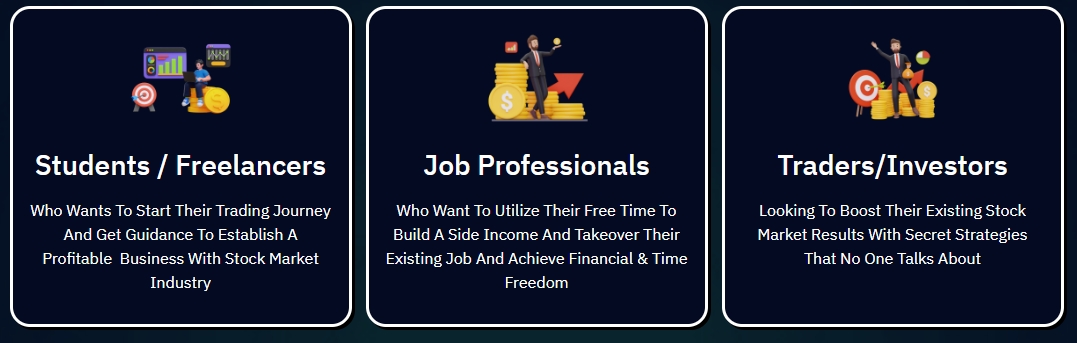 Students / Freelancers
Who Wants To Start Their Trading Journey
And Get Guidance To Establish A
Profitable  Business With Stock Market
Industry
Job Professionals
Who Want To Utilize Their Free Time To
Build A Side Income And Takeover Their
Existing Job And Achieve Financial & Time
Freedom
Traders/Investors
Looking To Boost Their Existing Stock
Market Results With Secret Strategies
That No One Talks About